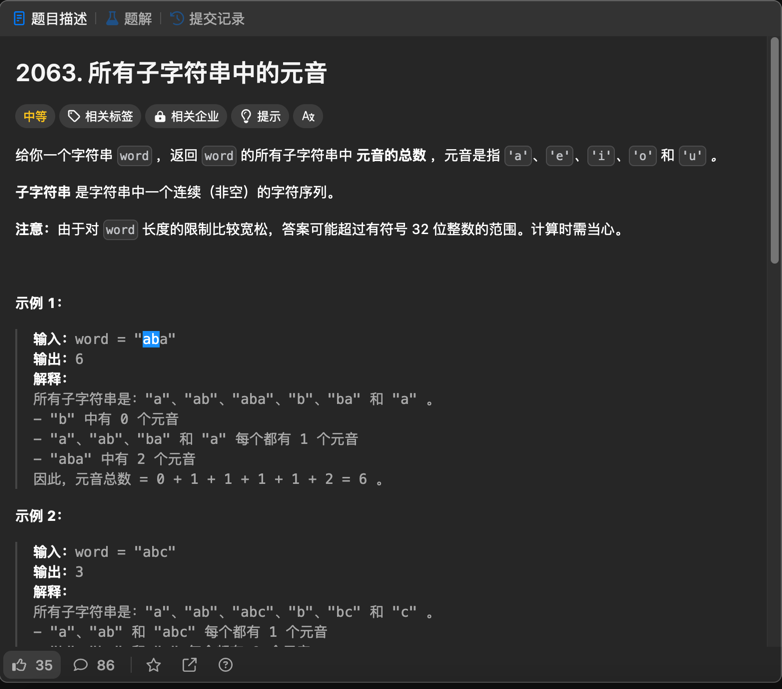 题目描述 题解 提交记录
2063. 所有子字符串中的元音
中等 相关标签 相关企业 提示
给你一个字符串 word ，返回 word 的所有子字符串中 元音的总数 ，元音是指 'a'、'e'、'i'、'o' 和 'u' 。
子字符串 是字符串中一个连续（非空）的字符序列。
注意：由于对 word 长度的限制比较宽松，答案可能超过有符号 32 位整数的范围。计算时需当心。
示例 1：
输入：word = "aba"
输出：6
解释：
所有子字符串是："a"、"ab"、"aba"、"b"、"ba" 和 "a" 。
- "b" 中有 0 个元音
- "a"、"ab"、"ba" 和 "a" 每个都有 1 个元音
- "aba" 中有 2 个元音
因此，元音总数 = 0 + 1 + 1 + 1 + 1 + 2 = 6 。
示例 2：
输入：word = "abc"
输出：3
解释：
所有子字符串是："a"、"ab"、"abc"、"b"、"bc" 和 "c" 。
- "a"、"ab" 和 "abc" 每个都有 1 个元音
35 86